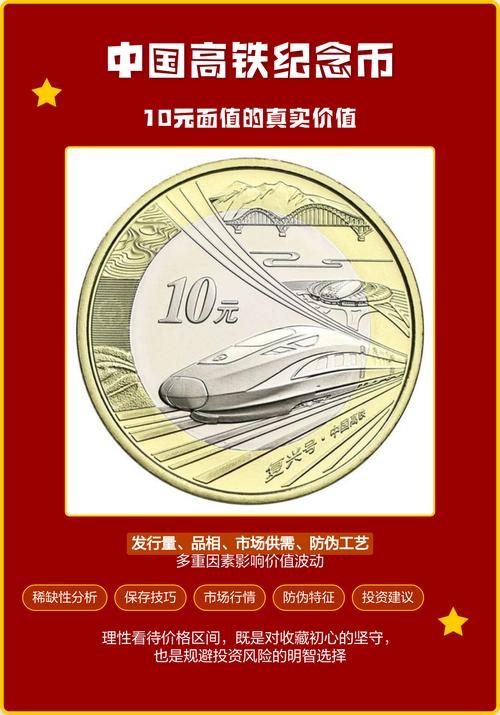 中国高铁纪念币
10元面值的真实价值
10元
复兴号·中国高铁
发行量、品相、市场供需、防伪工艺
多重因素影响价值波动
稀缺性分析
保存技巧
市场行情
防伪特征
投资建议
理性看待价格区间，既是对收藏初心的坚守，
也是规避投资风险的明智选择